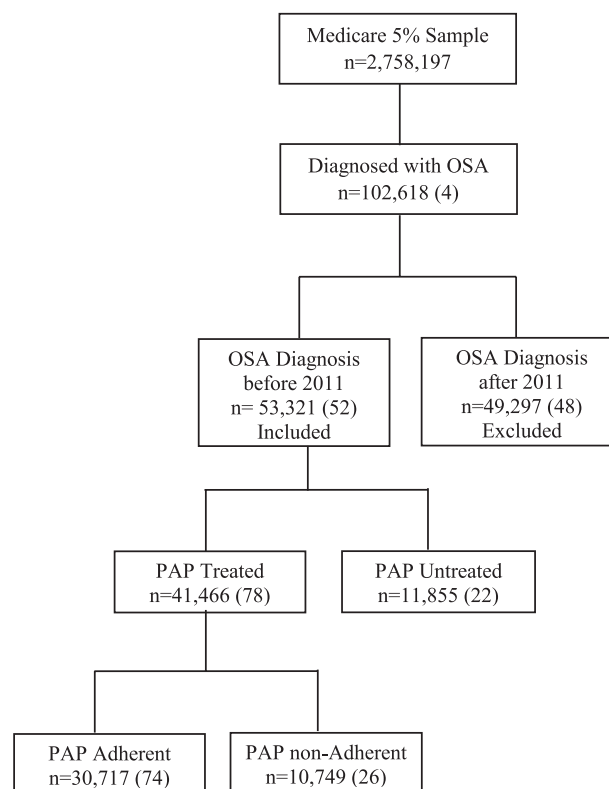 Medicare 5% Sample
n=2,758,197
Diagnosed with OSA
n=102,618 (4)
OSA Diagnosis
before 2011
n= 53,321 (52)
Included
OSA Diagnosis
after 2011
n=49,297 (48)
Excluded
PAP Treated
n=41,466 (78)
PAP Untreated
n=11,855 (22)
PAP Adherent
n=30,717 (74)
PAP non-Adherent
n=10,749 (26)